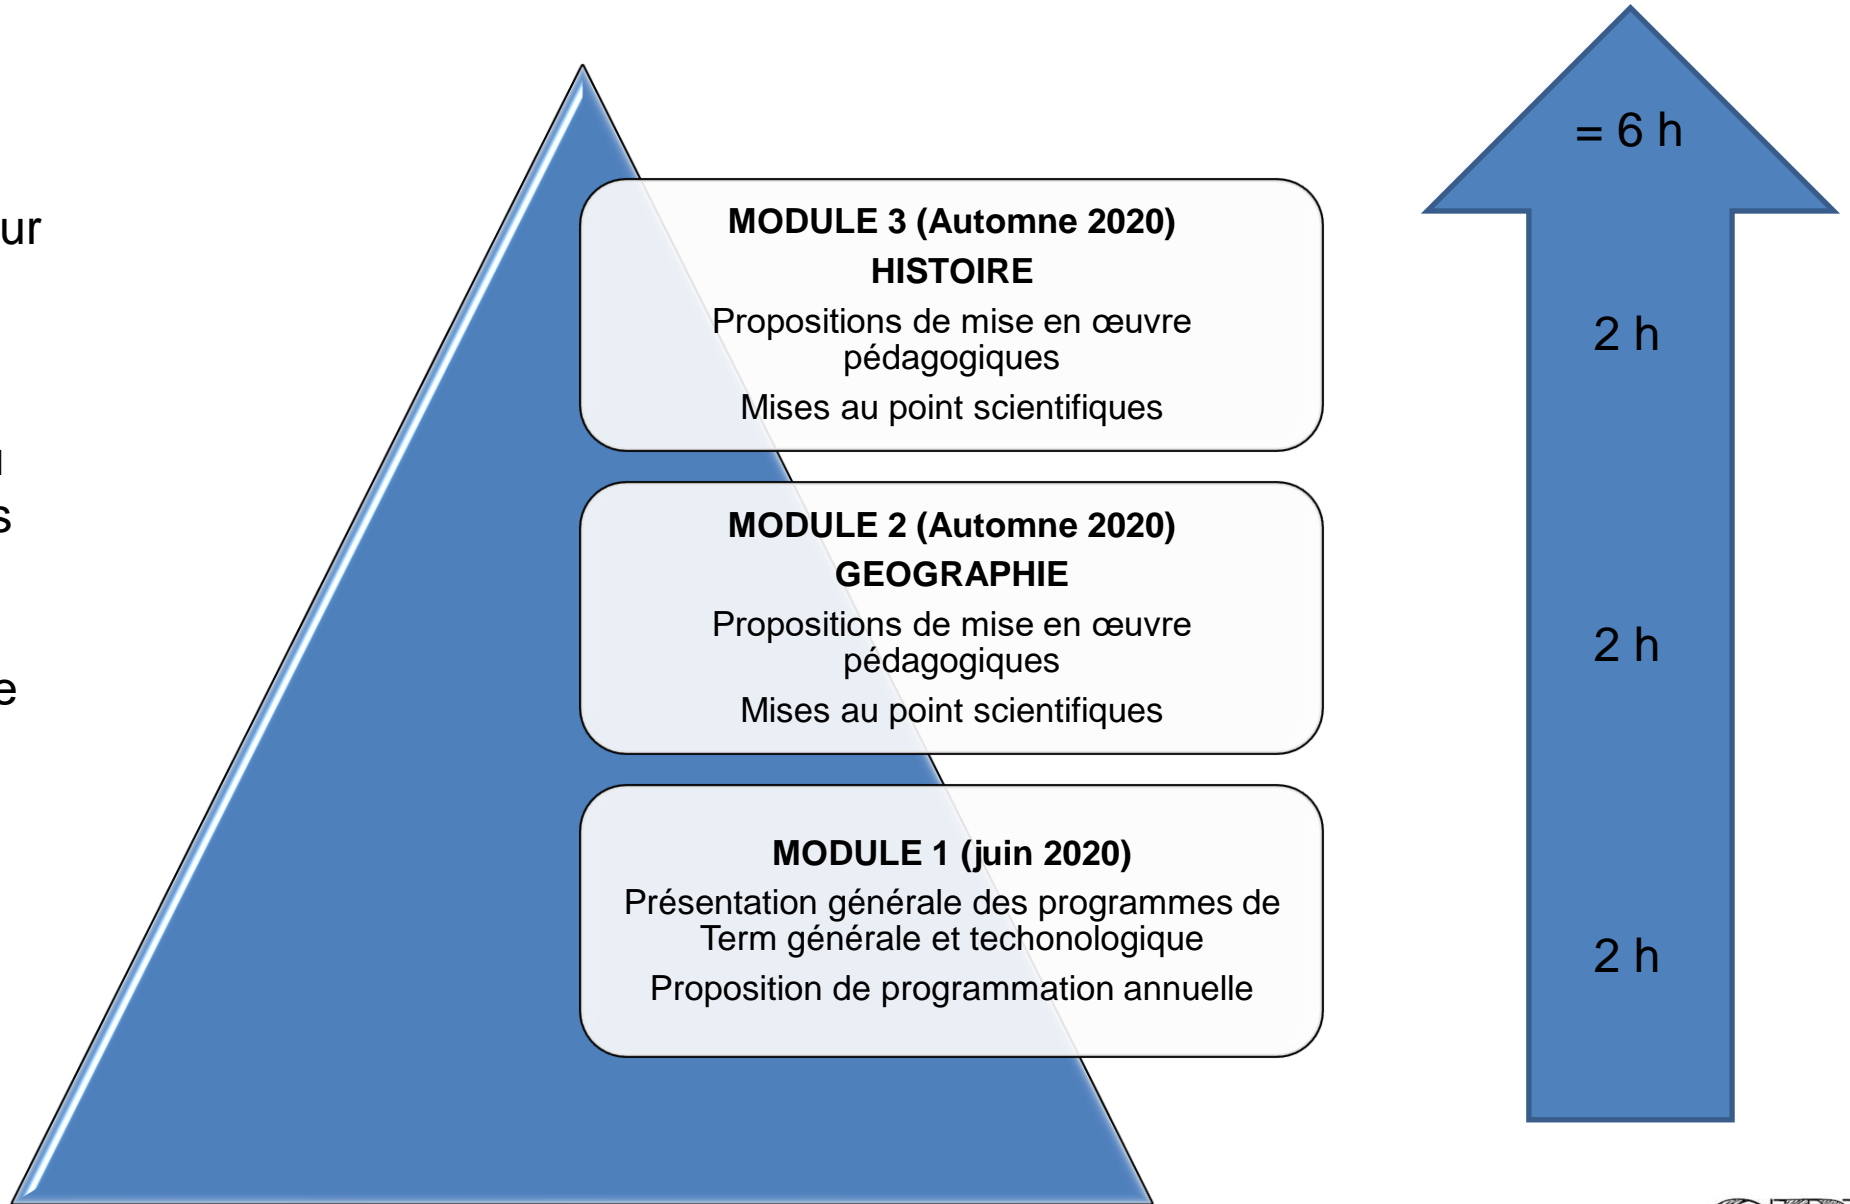 = 6 h
MODULE 3 (Automne 2020)
HISTOIRE
Propositions de mise en œuvre
pédagogiques
Mises au point scientifiques
2 h
MODULE 2 (Automne 2020)
GEOGRAPHIE
Propositions de mise en œuvre
pédagogiques
Mises au point scientifiques
2 h
MODULE 1 (juin 2020)
Présentation générale des programmes de
Term générale et techonologique
Proposition de programmation annuelle
2 h